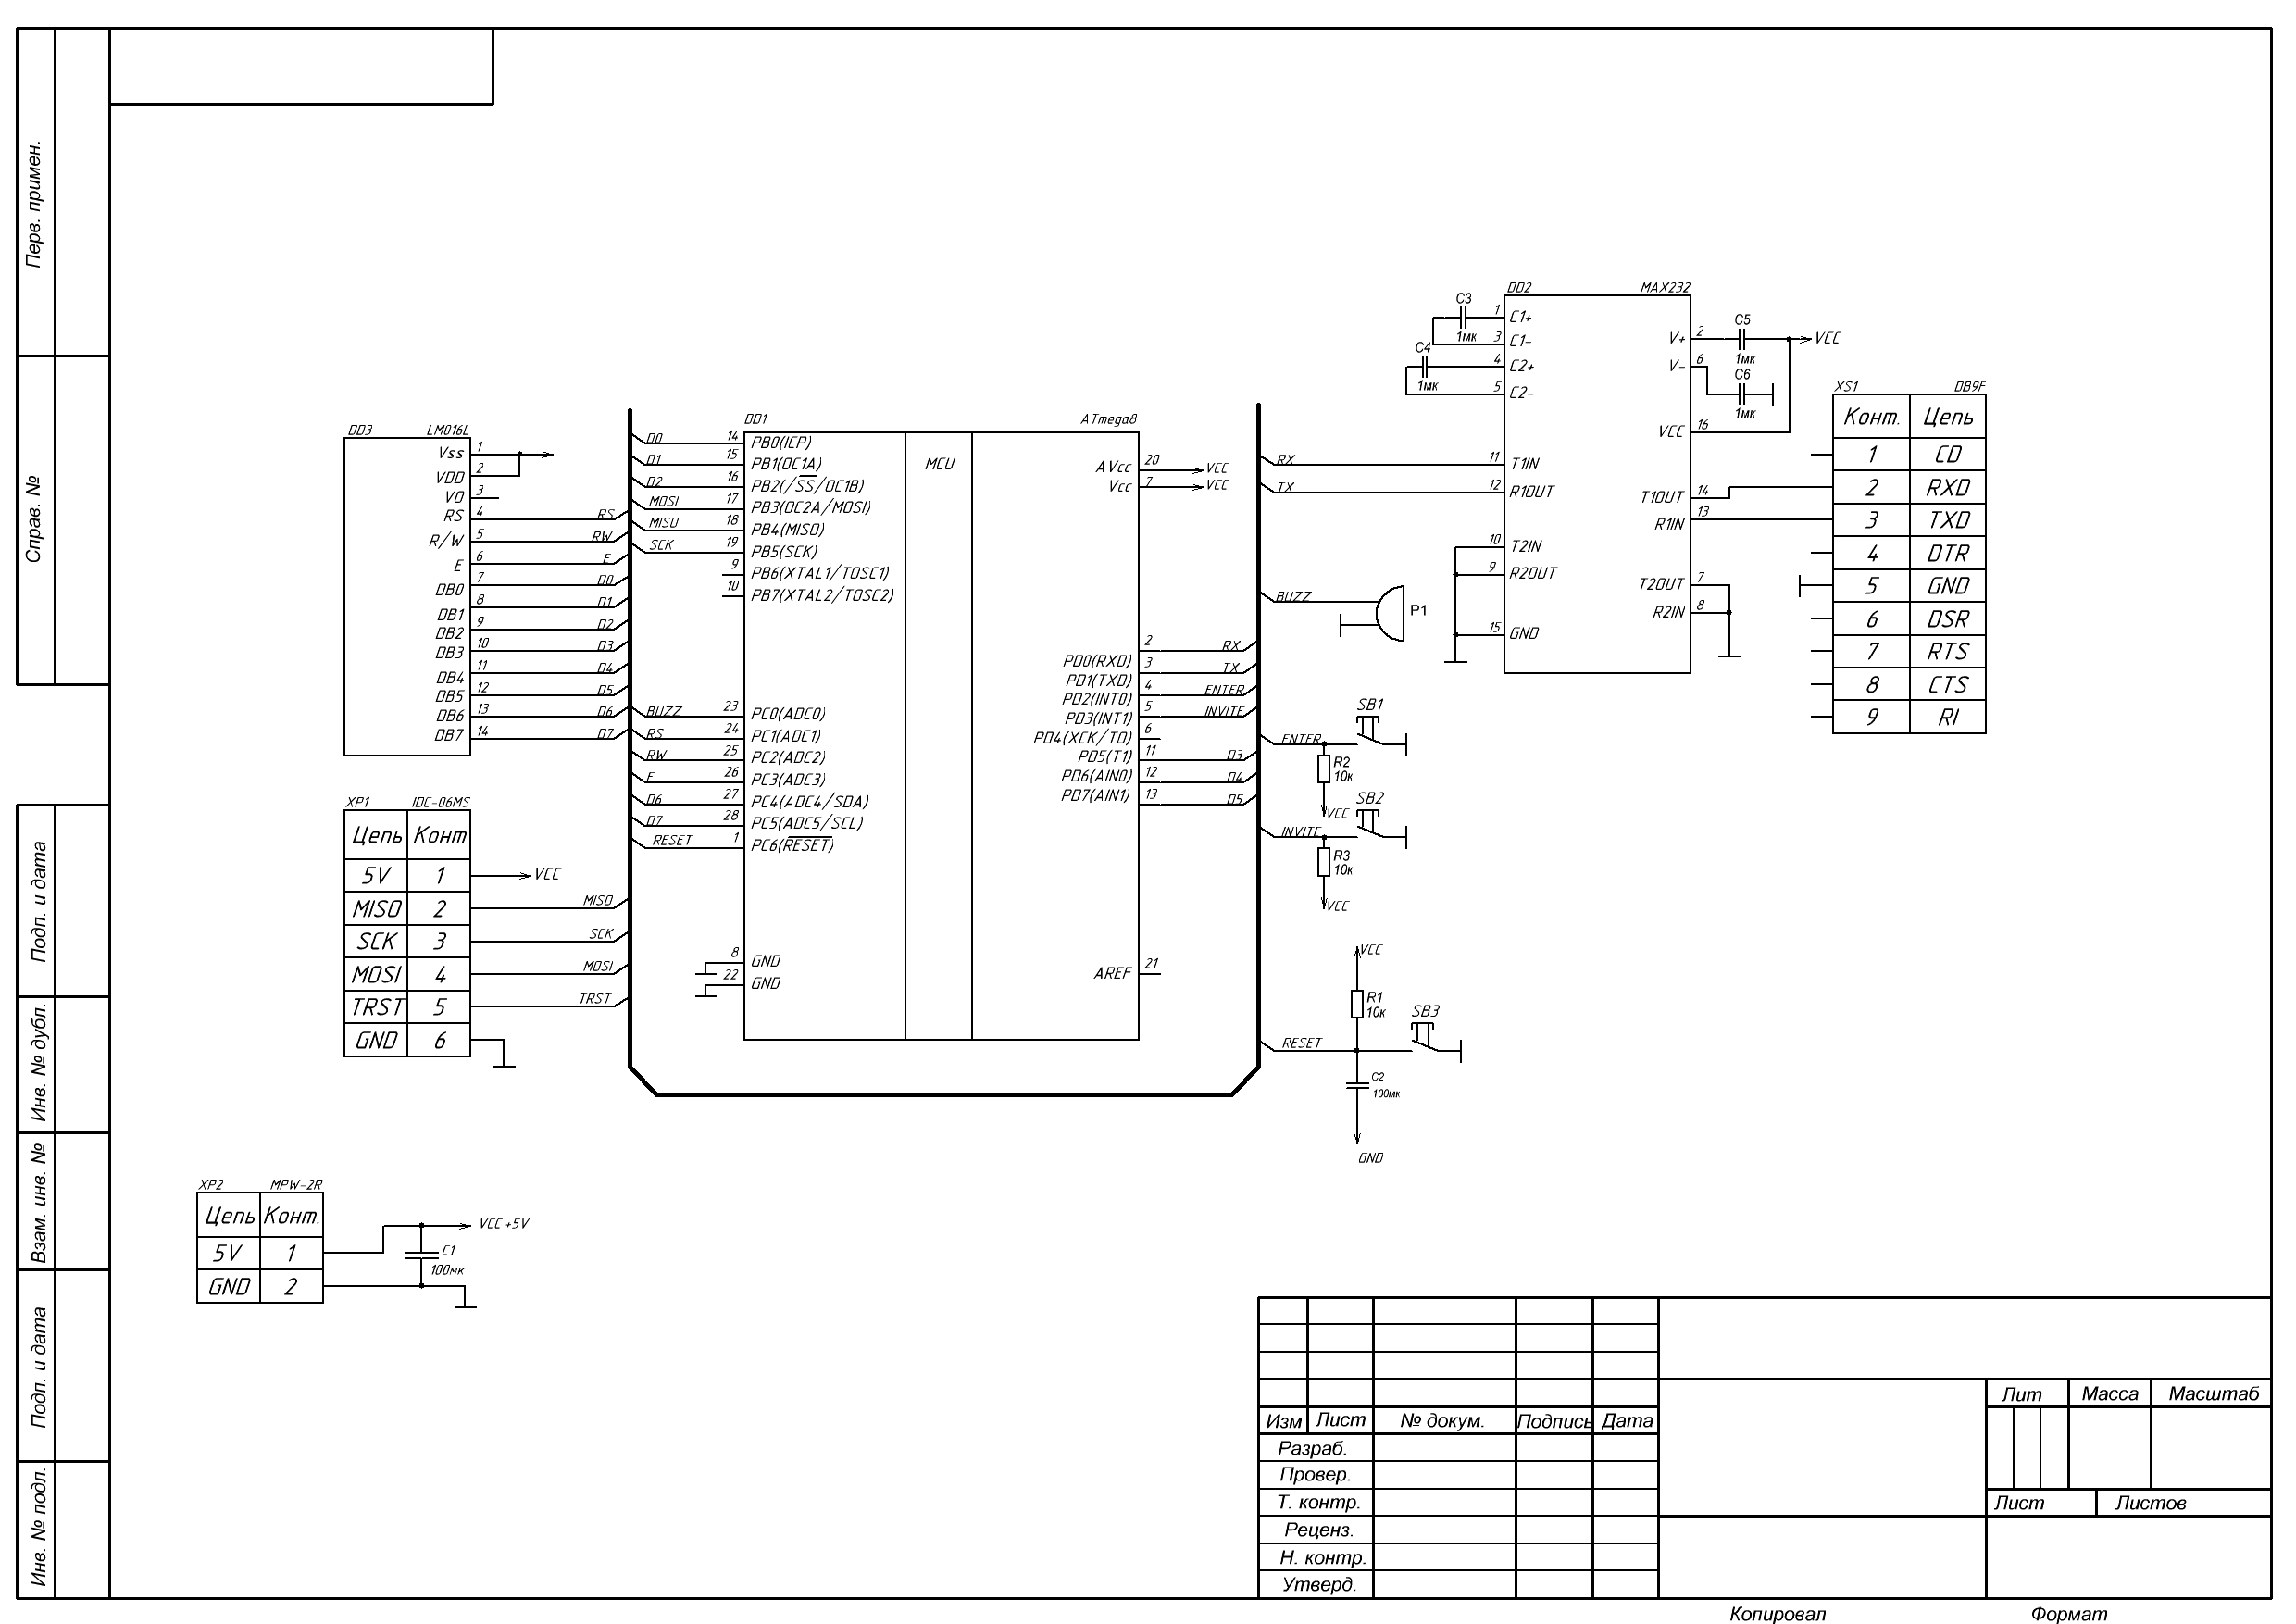 Перв. примен.
Справ. №
Подп. и дата
Инв. № дубл.
Взам. инв. №
Подп. и дата
Инв. № подл.
DD3 LM016L
Vss 1
VDD 2
VO 3
RS 4 RS
R/W 5 RW
E 6 E
DB0 7 D0
DB1 8 D1
DB2 9 D2
DB3 10 D3
DB4 11 D4
DB5 12 D5
DB6 13 D6
DB7 14 D7
XP1 IDC-06MS
Цепь Конт
5V 1 VCC
MISO 2 MISO
SCK 3 SCK
MOSI 4 MOSI
TRST 5 TRST
GND 6
XP2 MPW-2R
Цепь Конт.
5V 1
GND 2
VCC +5V
C1
100мк
DD1 ATmega8
MCU
D0 14 PB0(ICP)
D1 15 PB1(OC1A)
D2 16 PB2(/SS/OC1B)
MOSI 17 PB3(OC2A/MOSI)
MISO 18 PB4(MISO)
SCK 19 PB5(SCK)
9 PB6(XTAL1/TOSC1)
10 PB7(XTAL2/TOSC2)
BUZZ 23 PC0(ADC0)
RS 24 PC1(ADC1)
RW 25 PC2(ADC2)
E 26 PC3(ADC3)
D6 27 PC4(ADC4/SDA)
D7 28 PC5(ADC5/SCL)
RESET 1 PC6(RESET)
8 GND
22 GND
AVcc 20 VCC
Vcc 7 VCC
PD0(RXD) 2 RX
PD1(TXD) 3 TX
PD2(INT0) 4 ENTER
PD3(INT1) 5 INVITE
PD4(XCK/T0) 6
PD5(T1) 11 D3
PD6(AIN0) 12 D4
PD7(AIN1) 13 D5
AREF 21
RX
TX
BUZZ
P1
ENTER
SB1
R2
10к
VCC
INVITE
SB2
R3
10к
VCC
VCC
R1
10к
RESET
SB3
C2
100мк
GND
DD2 MAX232
C3
1мк
C4
1мк
1 C1+
3 C1-
4 C2+
5 C2-
11 T1IN
12 R1OUT
10 T2IN
9 R2OUT
15 GND
V+ 2
V- 6
VCC 16
T1OUT 14
R1IN 13
T2OUT 7
R2IN 8
C5
1мк
VCC
C6
1мк
XS1 DB9F
Конт. Цепь
1 CD
2 RXD
3 TXD
4 DTR
5 GND
6 DSR
7 RTS
8 CTS
9 RI
Изм Лист № докум. Подпись Дата
Разраб.
Провер.
Т. контр.
Реценз.
Н. контр.
Утверд.
Лит Масса Масштаб
Лист Листов
Копировал Формат